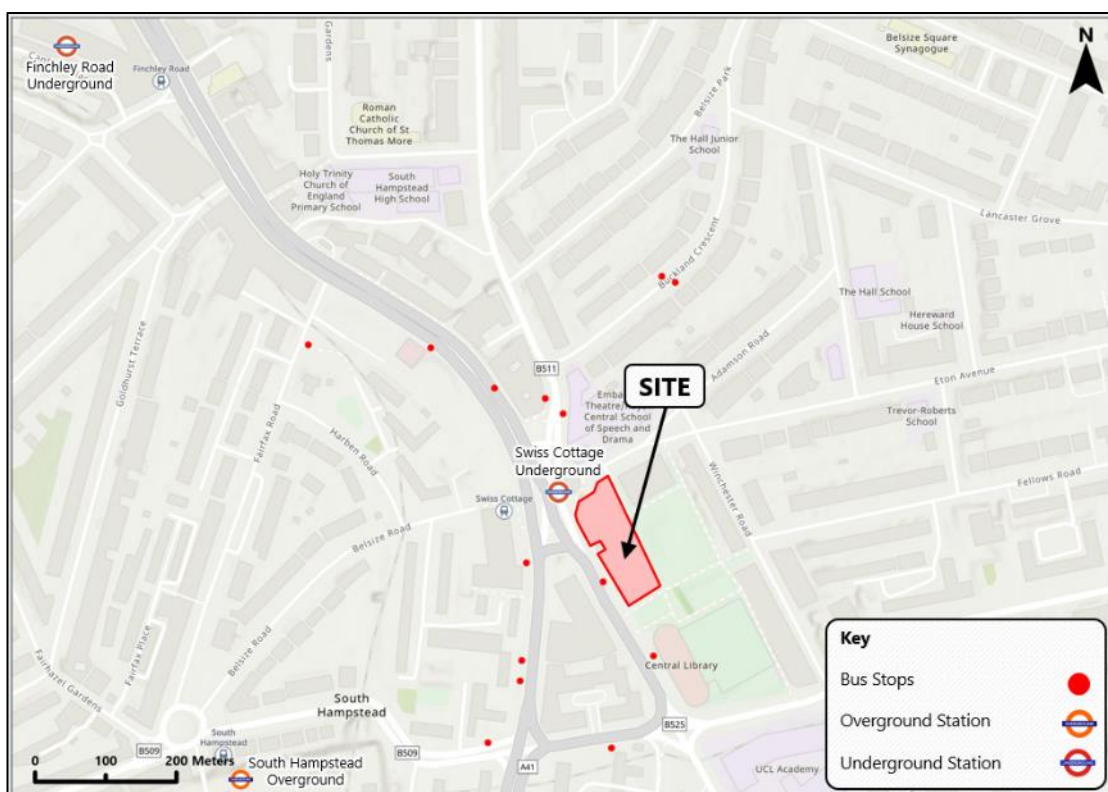 Finchley Road
Underground
Finchley Road
Gardens
Belsize Square
Synagogue
N
Roman
Catholic
Church of St
Thomas More
Belsize Park
The Hall Junior
School
Holy Trinity
Church of
England
Primary School
South
Hampstead
High School
Lancaster Grove
Buckland Crescent
The Hall School
Hereward
House School
Goldhurst Terrace
B511
SITE
Adamson Road
Eton Avenue
Central School
of Speech and
Drama
Trevor-Roberts
School
Fairfax Road
Harben Road
Swiss Cottage
Underground
Swiss Cottage
Winchester Road
Fellows Road
Belsize Road
Fairfax Place
Belsize Road
Fairhazel Gardens
Central Library
South
Hampstead
South
Hampstead
B509
B509
A41
B525
UCL Academy
0 100 200 Meters
South Hampstead
Overground
Key
Bus Stops
Overground Station
Underground Station